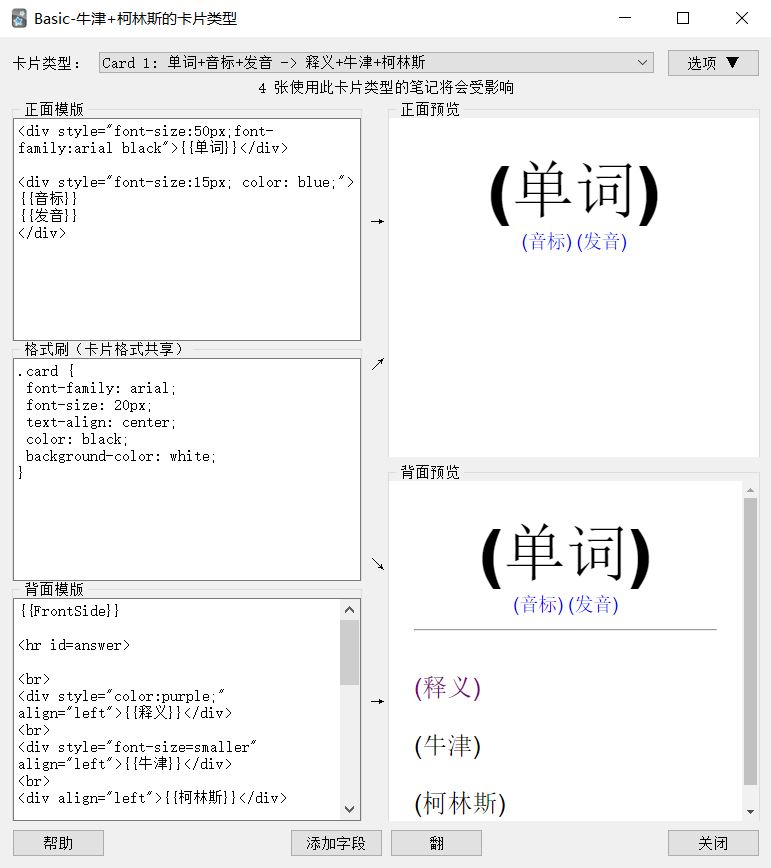 Basic-牛津+柯林斯的卡片类型
卡片类型： Card 1: 单词+音标+发音 -> 释义+牛津+柯林斯 选项 ▼
4 张使用此卡片类型的笔记将会受影响
正面模版
<div style="font-size:50px;font-
family:arial black">{{单词}}</div>
<div style="font-size:15px; color: blue;">
{{音标}}
{{发音}}
</div>
正面预览
(单词)
(音标) (发音)
格式刷（卡片格式共享）
.card {
font-family: arial;
font-size: 20px;
text-align: center;
color: black;
background-color: white;
}
背面模版
{{FrontSide}}
<hr id=answer>
<br>
<div style="color:purple;"
align="left">{{释义}}</div>
<br>
<div style="font-size=smaller"
align="left">{{牛津}}</div>
<br>
<div align="left">{{柯林斯}}</div>
背面预览
(单词)
(音标) (发音)
(释义)
(牛津)
(柯林斯)
帮助 添加字段 翻 关闭